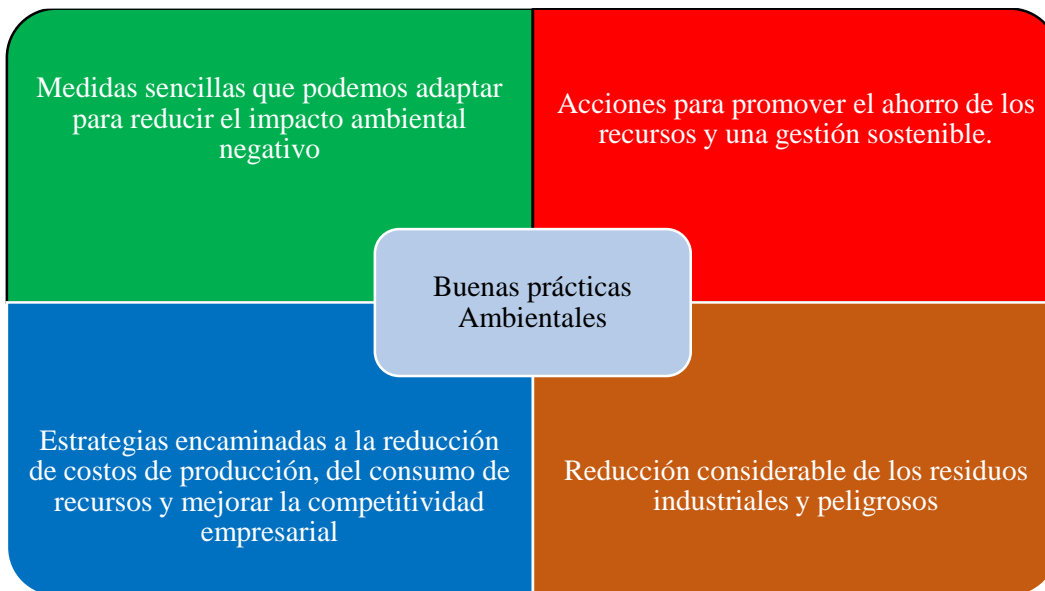 Medidas sencillas que podemos adaptar
para reducir el impacto ambiental
negativo
Acciones para promover el ahorro de los
recursos y una gestión sostenible.
Buenas prácticas
Ambientales
Estrategias encaminadas a la reducción
de costos de producción, del consumo de
recursos y mejorar la competitividad
empresarial
Reducción considerable de los residuos
industriales y peligrosos